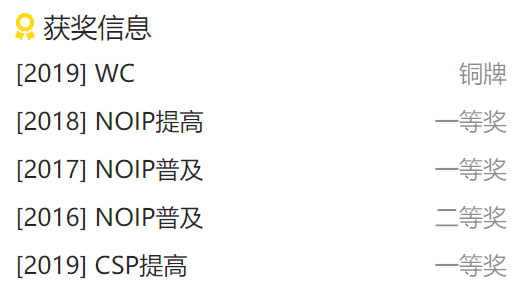 获奖信息
[2019] WC 铜牌
[2018] NOIP提高 一等奖
[2017] NOIP普及 一等奖
[2016] NOIP普及 二等奖
[2019] CSP提高 一等奖